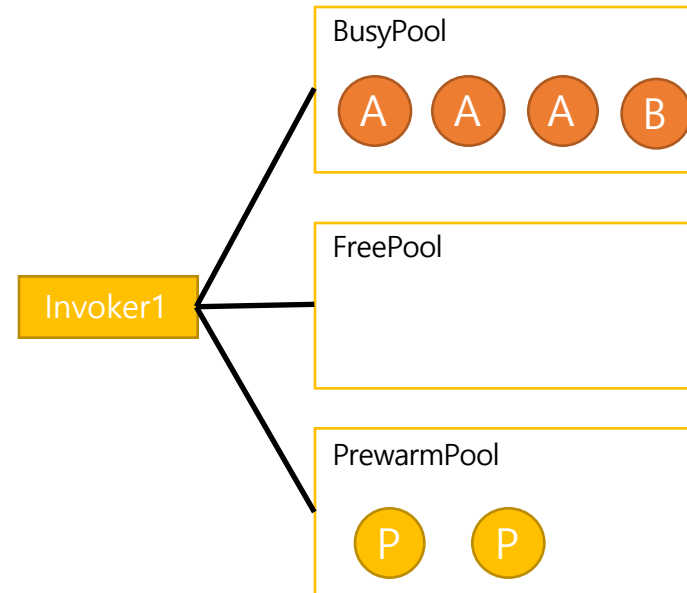 BusyPool
A A A B
FreePool
Invoker1
PrewarmPool
P P